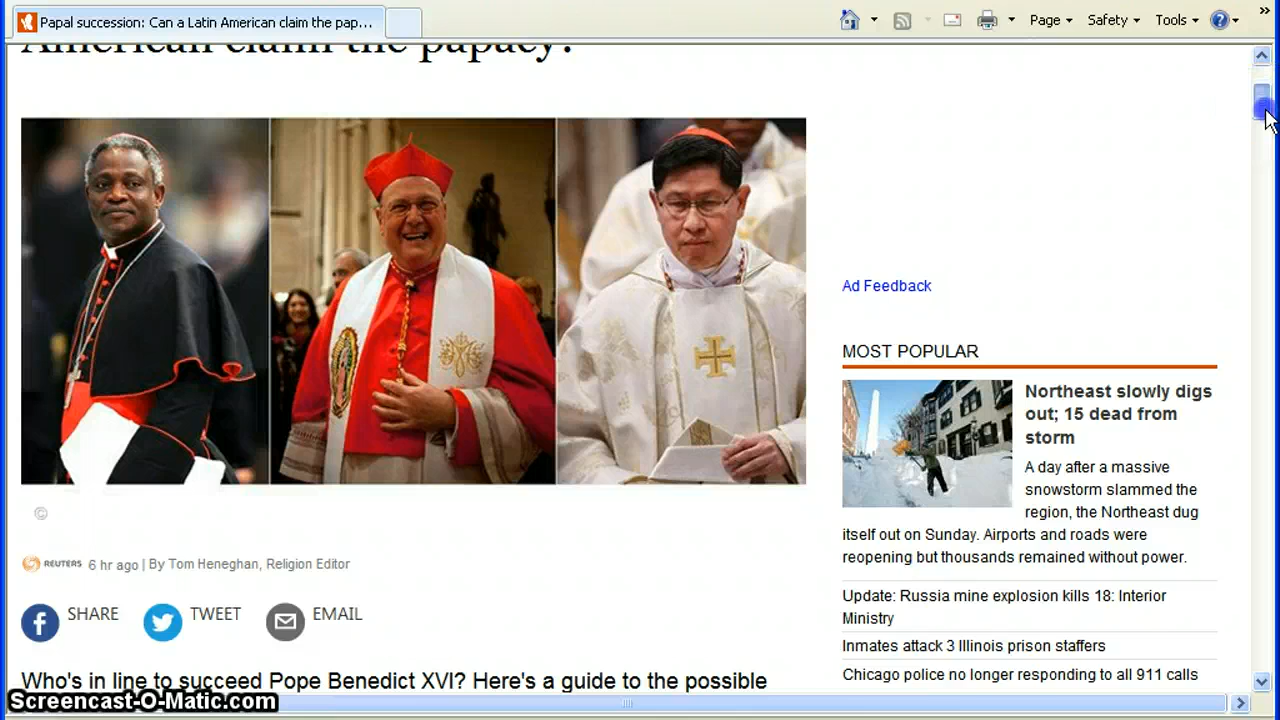 Papal succession: Can a Latin American claim the pap...
Page
Safety
Tools
American claim the papacy?
Ad Feedback
MOST POPULAR
Northeast slowly digs
out; 15 dead from
storm
A day after a massive
snowstorm slammed the
region, the Northeast dug
itself out on Sunday. Airports and roads were
reopening but thousands remained without power.
Update: Russia mine explosion kills 18: Interior
Ministry
Inmates attack 3 Illinois prison staffers
Chicago police no longer responding to all 911 calls
©
REUTERS 6 hr ago | By Tom Heneghan, Religion Editor
SHARE TWEET EMAIL
Who's in line to succeed Pope Benedict XVI? Here's a guide to the possible
Screencast-O-Matic.com